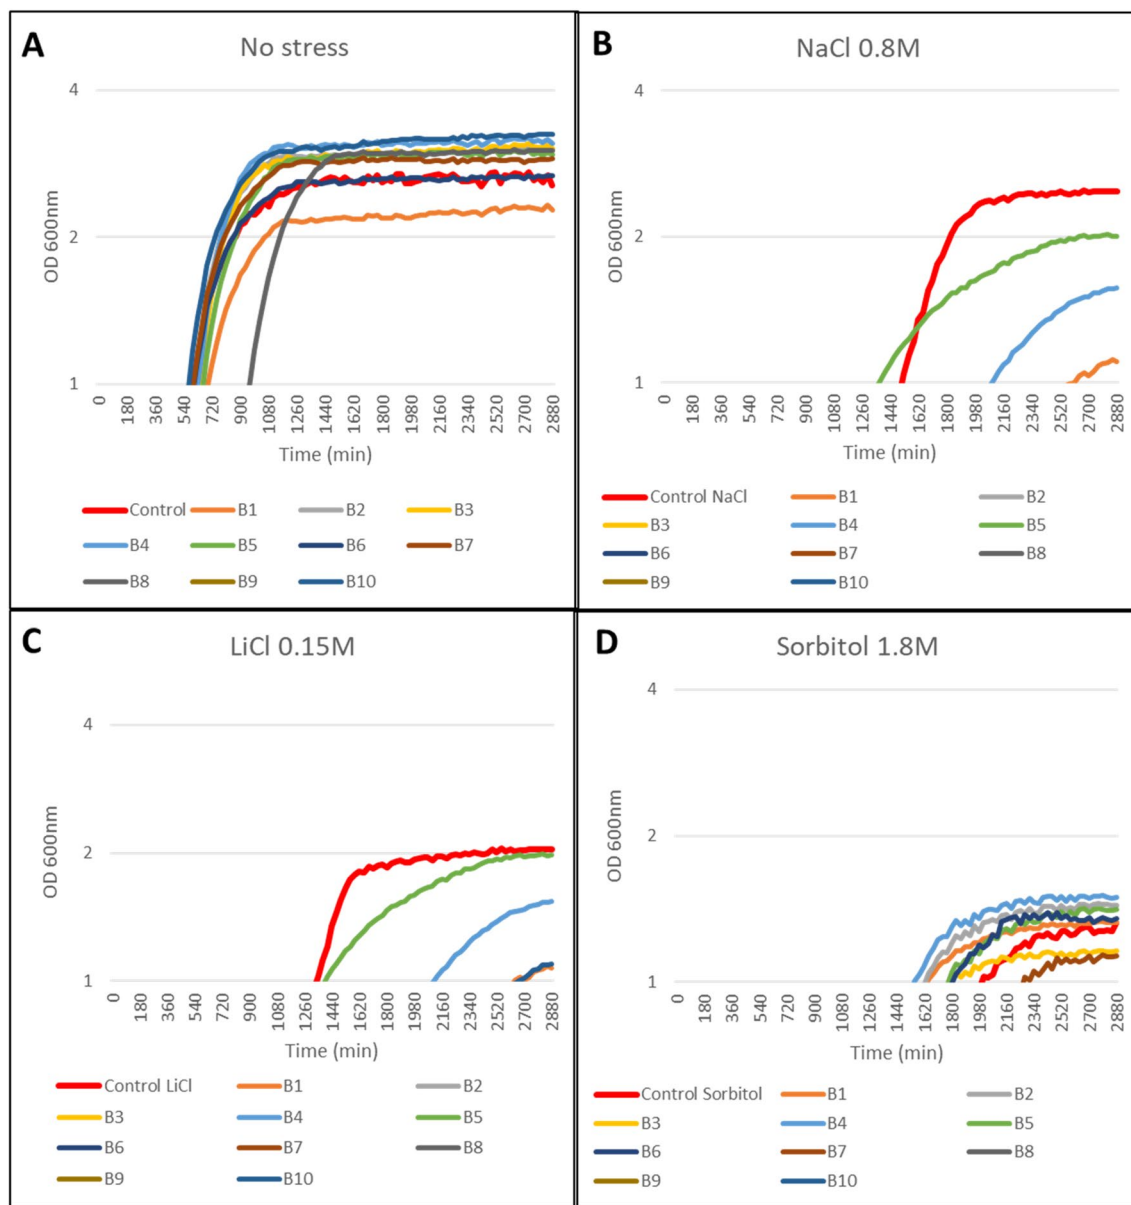 A
No stress
4
2
1
OD 600nm
0 180 360 540 720 900 1080 1260 1440 1620 1800 1980 2160 2340 2520 2700 2880
Time (min)
Control B1 B2 B3
B4 B5 B6 B7
B8 B9 B10
B
NaCl 0.8M
4
2
1
OD 600nm
0 180 360 540 720 900 1080 1260 1440 1620 1800 1980 2160 2340 2520 2700 2880
Time (min)
Control NaCl B1 B2
B3 B4 B5
B6 B7 B8
B9 B10
C
LiCl 0.15M
4
2
1
OD 600nm
0 180 360 540 720 900 1080 1260 1440 1620 1800 1980 2160 2340 2520 2700 2880
Time (min)
Control LiCl B1 B2
B3 B4 B5
B6 B7 B8
B9 B10
D
Sorbitol 1.8M
4
2
1
OD 600nm
0 180 360 540 720 900 1080 1260 1440 1620 1800 1980 2160 2340 2520 2700 2880
Time (min)
Control Sorbitol B1 B2
B3 B4 B5
B6 B7 B8
B9 B10